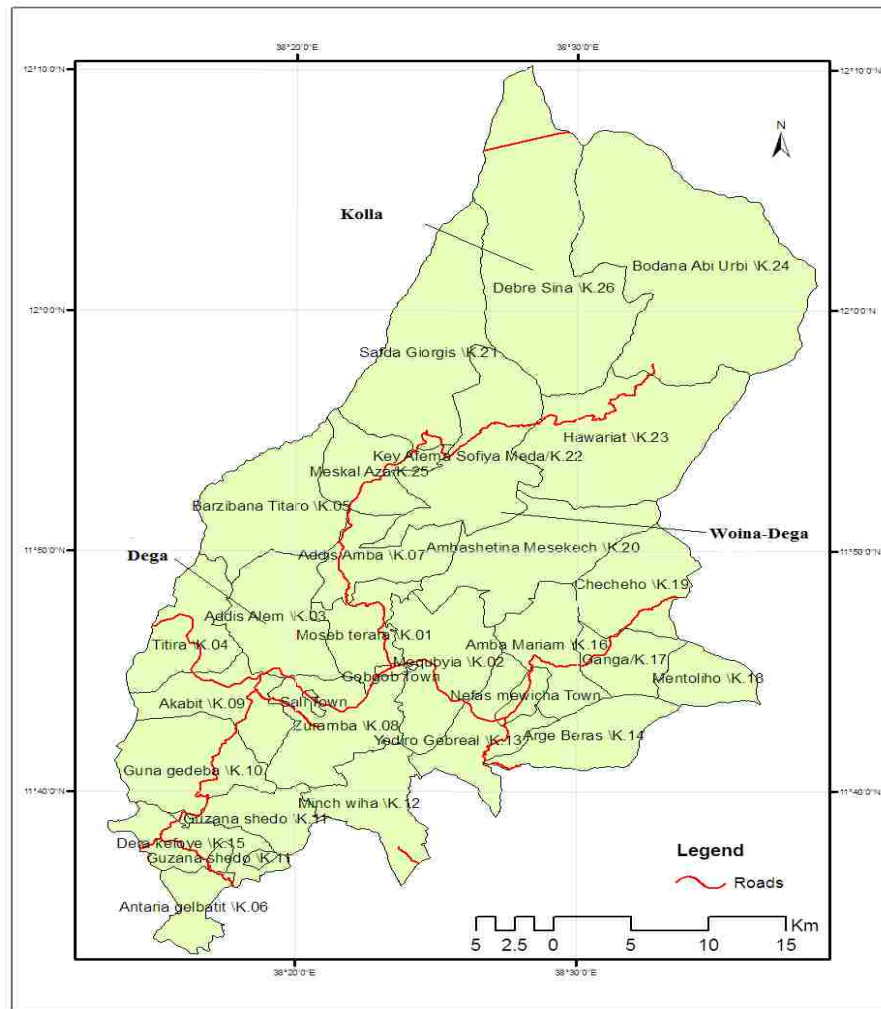 38°20'0"E 38°30'0"E
12°10'0"N 12°10'0"N
N
Kolla
Bodana Abi Urbi \K.24
Debre Sina \K.26
12°0'0"N 12°0'0"N
Safda Giorgis \K.21
Hawariat \K.23
Key Afema Sofiya Meda/K.22
Meskal Aza/K.25
Barzibana Titaro \K.05
Woina-Dega
Ambashetina Mesekech \K.20
11°50'0"N 11°50'0"N
Dega
Addis Amba \K.07
Checheho \K.19
Addis Alem \K.03
Moseb terara \K.01
Titira \K.04
Amba Mariam \K.16
Mequbyia \K.02
Ganga/K.17
Gobgob Town
Mentoliho \K.18
Nefas mewicha Town
Akabit \K.09
Sali Town
Zuramba \K.08
Yediro Gebreal \K.13
Arge Beras \K.14
Guna gedeba \K.10
11°40'0"N 11°40'0"N
Minch wiha \K.12
Guzana shedo \K.11
Dera kefoye \K.15
Guzana shedo \K.11
Legend
Roads
Antaria gelbatit \K.06
Km
5 2.5 0 5 10 15
38°20'0"E 38°30'0"E